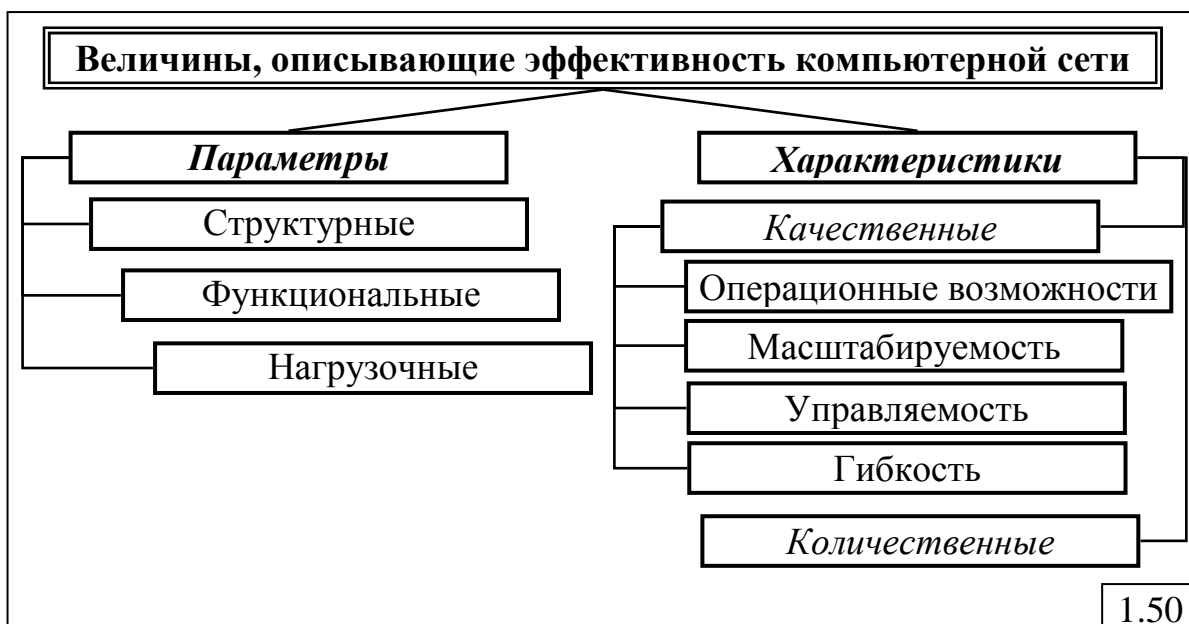 Величины, описывающие эффективность компьютерной сети
Параметры
Структурные
Функциональные
Нагрузочные
Характеристики
Качественные
Операционные возможности
Масштабируемость
Управляемость
Гибкость
Количественные
1.50